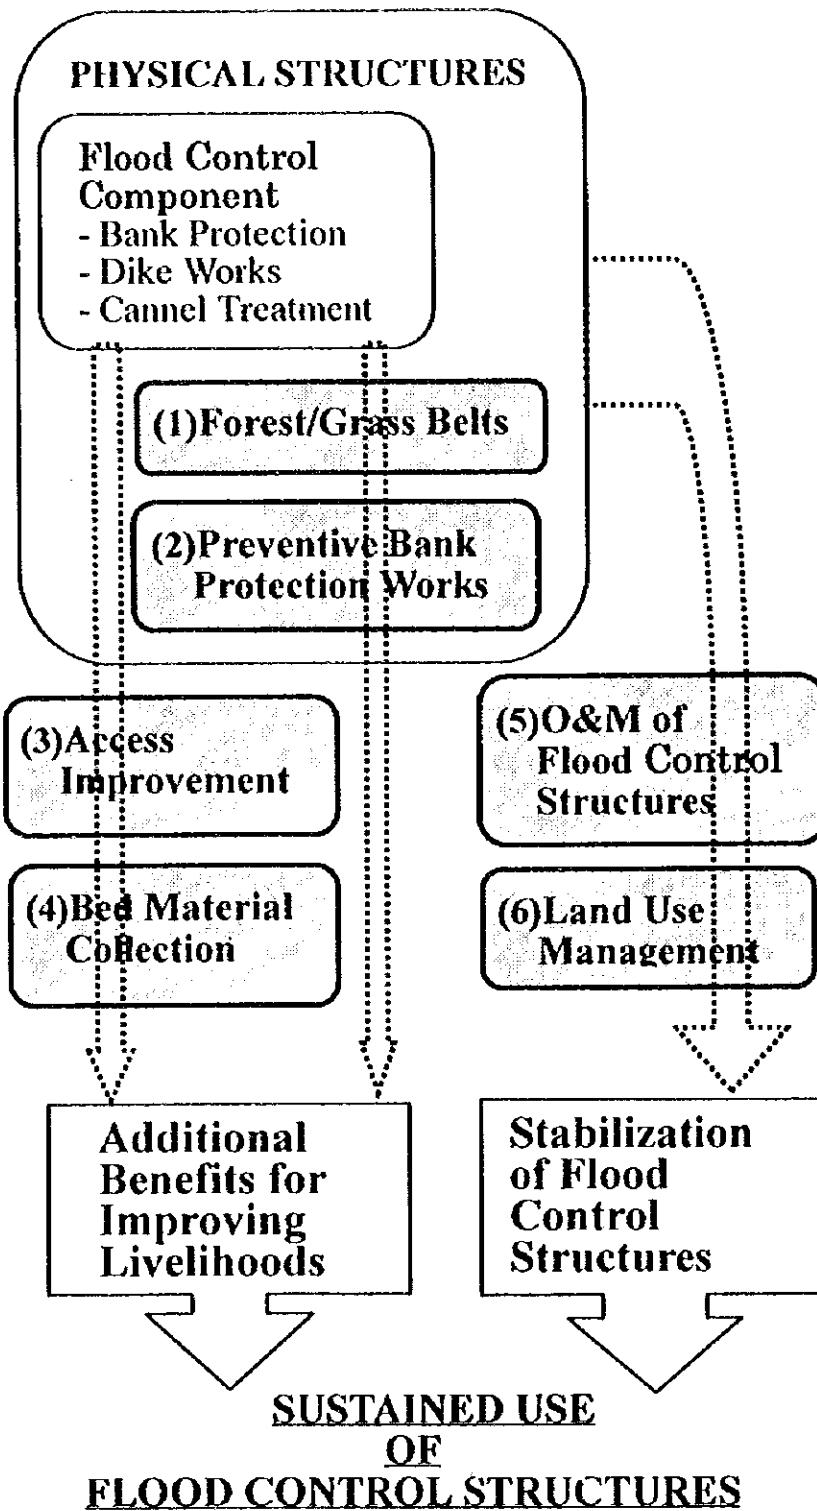 PHYSICAL STRUCTURES
Flood Control
Component
- Bank Protection
- Dike Works
- Cannel Treatment
(1)Forest/Grass Belts
(2)Preventive Bank
Protection Works
(3)Access
Improvement
(4)Bed Material
Collection
(5)O&M of
Flood Control
Structures
(6)Land Use
Management
Additional
Benefits for
Improving
Livelihoods
Stabilization
of Flood
Control
Structures
SUSTAINED USE
OF
FLOOD CONTROL STRUCTURES